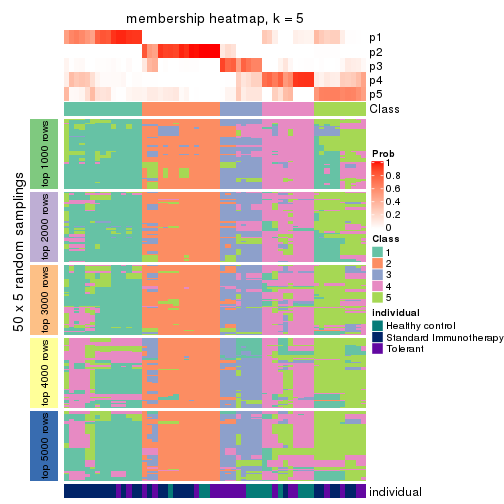 membership heatmap, k = 5
p1
p2
p3
p4
p5
Class
50 x 5 random samplings
top 1000 rows
top 2000 rows
top 3000 rows
top 4000 rows
top 5000 rows
individual
Prob
1
0.8
0.6
0.4
0.2
0
Class
1
2
3
4
5
individual
Healthy control
Standard Immunotherapy
Tolerant